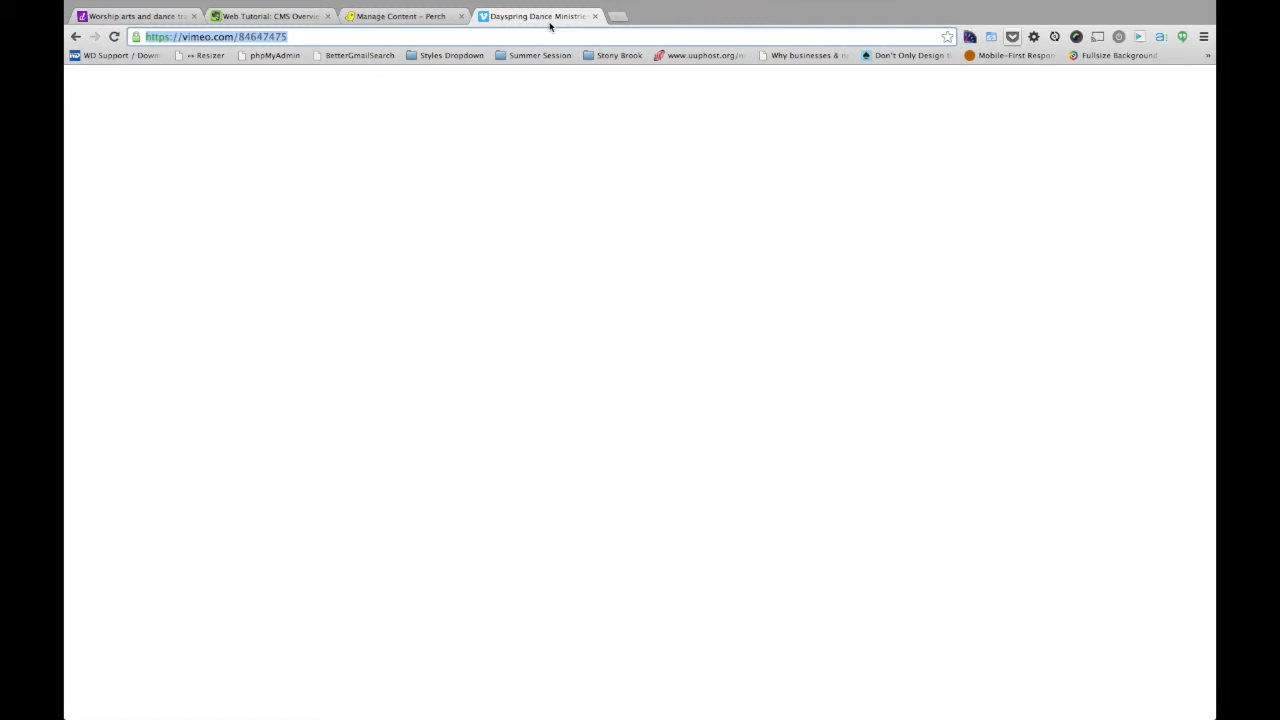 Worship arts and dance tra
Web Tutorial: CMS Overvie
Manage Content – Perch
Dayspring Dance Ministrie
https://vimeo.com/84647475
WD Support / Down
Resizer
phpMyAdmin
BetterGmailSearch
Styles Dropdown
Summer Session
Stony Brook
www.uuphost.org/
Why businesses &
Don't Only Design
Mobile-First Respon
Fullsize Background